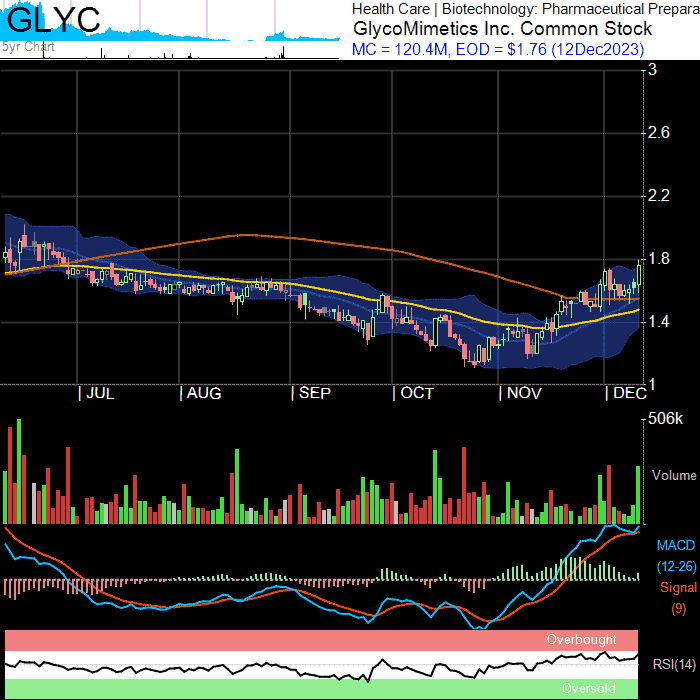 GLYC
5yr Chart
Health Care | Biotechnology: Pharmaceutical Prepara
GlycoMimetics Inc. Common Stock
MC = 120.4M, EOD = $1.76 (12Dec2023)
3
2.6
2.2
1.8
1.4
1
| JUL | AUG | SEP | OCT | NOV | DEC
506k
Volume
MACD
(12-26)
Signal
(9)
Overbought
RSI(14)
Oversold